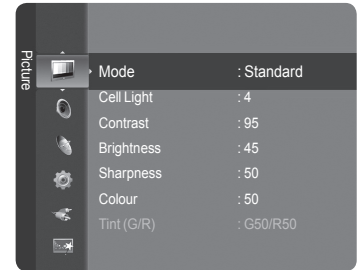 Picture
Mode : Standard
Cell Light : 4
Contrast : 95
Brightness : 45
Sharpness : 50
Colour : 50
Tint (G/R) : G50/R50